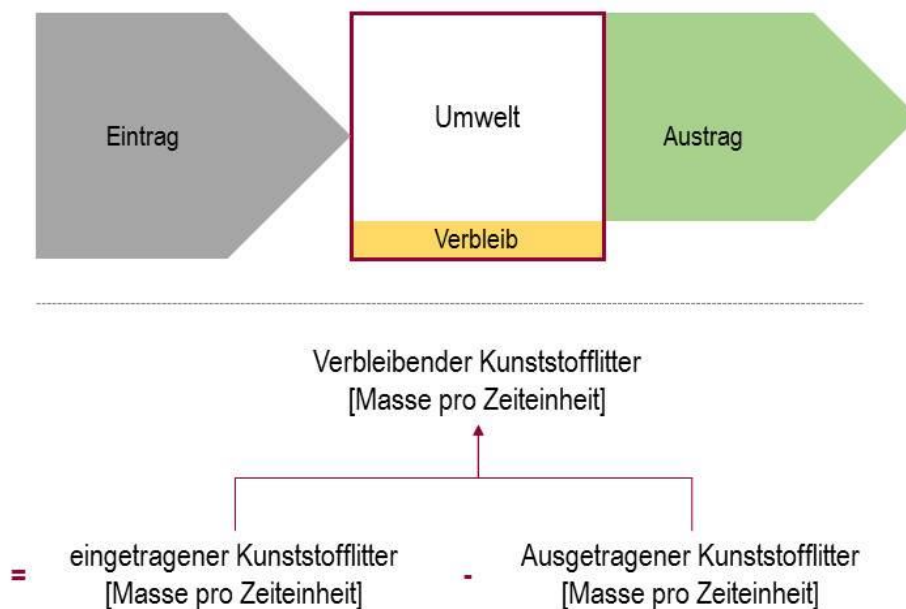 Eintrag
Umwelt
Austrag
Verbleib
Verbleibender Kunststofflitter
[Masse pro Zeiteinheit]
= eingetragener Kunststofflitter - Ausgetragener Kunststofflitter
[Masse pro Zeiteinheit] [Masse pro Zeiteinheit]